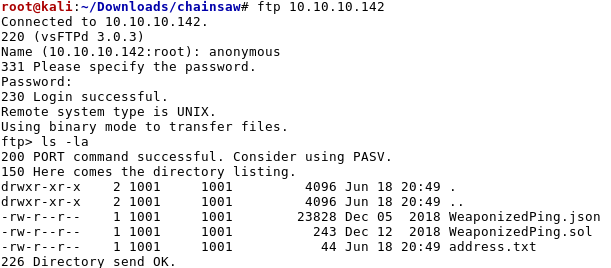 root@kali:~/Downloads/chainsaw# ftp 10.10.10.142
Connected to 10.10.10.142.
220 (vsFTPd 3.0.3)
Name (10.10.10.142:root): anonymous
331 Please specify the password.
Password:
230 Login successful.
Remote system type is UNIX.
Using binary mode to transfer files.
ftp> ls -la
200 PORT command successful. Consider using PASV.
150 Here comes the directory listing.
drwxr-xr-x    2 1001     1001         4096 Jun 18 20:49 .
drwxr-xr-x    2 1001     1001         4096 Jun 18 20:49 ..
-rw-r--r--    1 1001     1001        23828 Dec 05  2018 WeaponizedPing.json
-rw-r--r--    1 1001     1001          243 Dec 12  2018 WeaponizedPing.sol
-rw-r--r--    1 1001     1001           44 Jun 18 20:49 address.txt
226 Directory send OK.